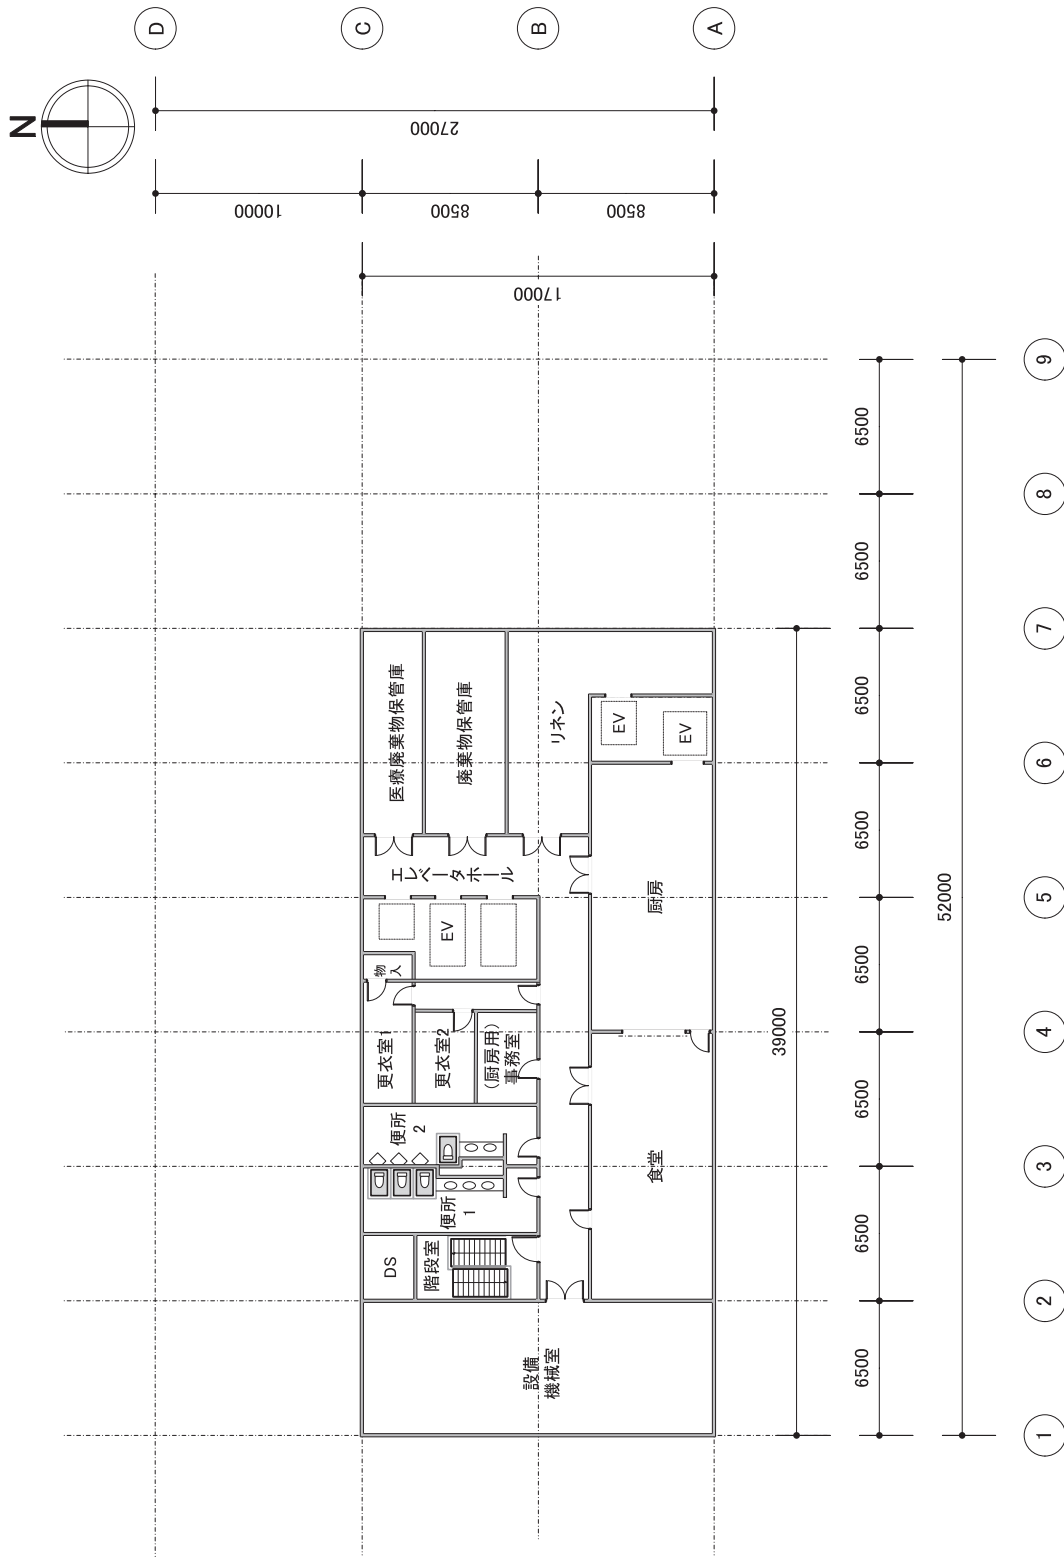 N
D
C
B
A
27000
10000
8500
8500
17000
医療廃棄物保管庫
廃棄物保管庫
リネン
EV
EV
エレベータホール
厨房
EV
物
入
更衣室1
更衣室2
(厨房用)
事務室
便所
2
便所
1
食堂
DS
階段室
設備
機械室
6500
6500
6500
6500
6500
6500
6500
6500
39000
52000
9
8
7
6
5
4
3
2
1